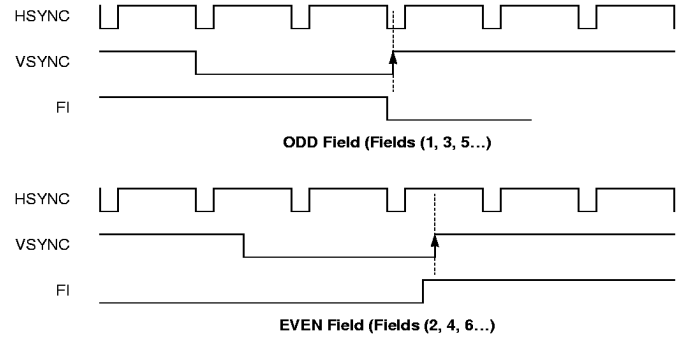 HSYNC
VSYNC
FI
ODD Field (Fields (1, 3, 5...)
HSYNC
VSYNC
FI
EVEN Field (Fields (2, 4, 6...)